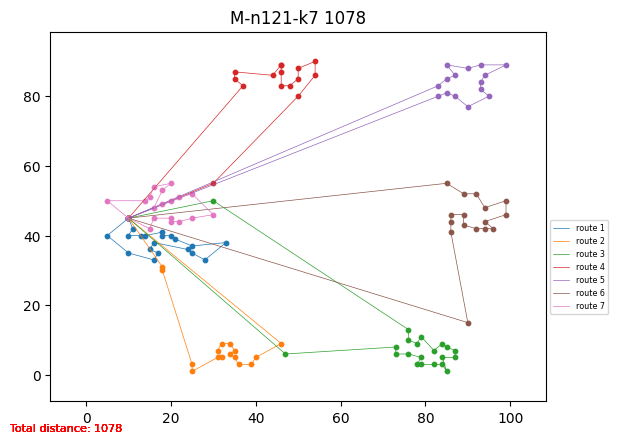 M-n121-k7 1078
80
60
40
20
0
0 20 40 60 80 100
route 1
route 2
route 3
route 4
route 5
route 6
route 7
Total distance: 1078